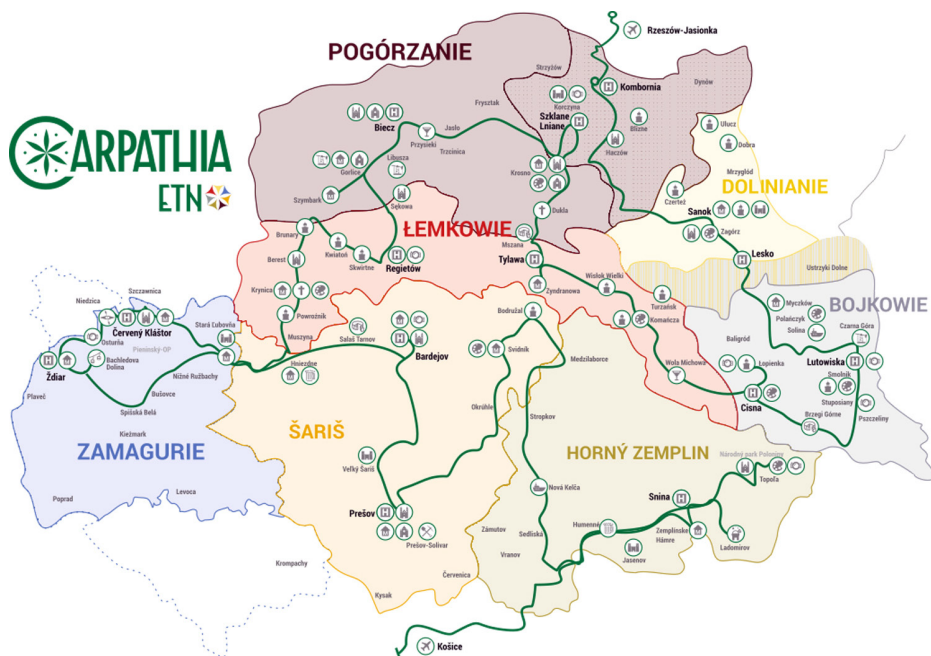 CARPATHIA
ETNO
POGÓRZANIE
Rzeszów-Jasionka
Strzyżów
Dynów
Frysztak
Korczyna
Kombornia
Szklane
Lniane
Blizne
Ulucz
Dobra
Biecz
Przysieki
Jasło
Trzcinica
Haczów
Mrzygłód
Libusza
Gorlice
Krosno
DOLINIANIE
Szymbark
Sękowa
Czerteż
Dukla
Sanok
ŁEMKOWIE
Zagórz
Brunary
Mszana
Kwiatoń
Skwirtne
Regietów
Tylawa
Lesko
Berest
Wisłok Wielki
Ustrzyki Dolne
Krynica
Zyndranowa
Turzańsk
BOJKOWIE
Myczków
Niedzica
Szczawnica
Polańczyk
Powroźnik
Bodružal
Komańcza
Solina
Czarna Góra
Červený Kláštor
Stará Ľubovňa
Muszyna
Salaš Tarnov
Bardejov
Svidník
Baligród
Osturňa
Pieninský-OP
Medzilaborce
Wola Michowa
Łopienka
Lutowiska
Ždiar
Bachledova
Dolina
Hniezdne
Smolnik
Nižné Ružbachy
Stuposiany
Plaveč
Bušovce
Okrúhle
Cisna
Pszczeliny
Spišská Belá
Stropkov
Brzegi Górne
Kiežmark
ŠARIŠ
ZAMAGURIE
HORNÝ ZEMPLIN
Národný park Poloniny
Veľký Šariš
Topoľa
Poprad
Levoca
Nová Kelča
Snina
Prešov
Humenné
Prešov-Solivar
Zámutov
Sedliská
Zemplínske
Hámre
Ladomirov
Vranov
Jasenov
Krompachy
Červenica
Kysak
Košice